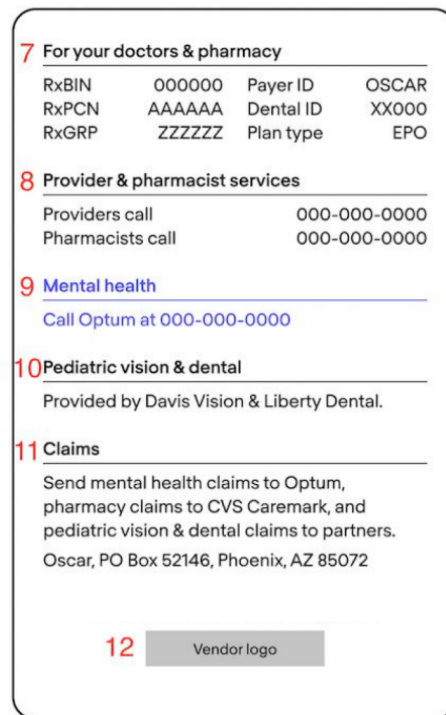 7 For your doctors & pharmacy
RxBIN 000000 Payer ID OSCAR
RxPCN AAAAAA Dental ID XX000
RxGRP ZZZZZZ Plan type EPO
8 Provider & pharmacist services
Providers call 000-000-0000
Pharmacists call 000-000-0000
9 Mental health
Call Optum at 000-000-0000
10 Pediatric vision & dental
Provided by Davis Vision & Liberty Dental.
11 Claims
Send mental health claims to Optum,
pharmacy claims to CVS Caremark, and
pediatric vision & dental claims to partners.
Oscar, PO Box 52146, Phoenix, AZ 85072
12 Vendor logo